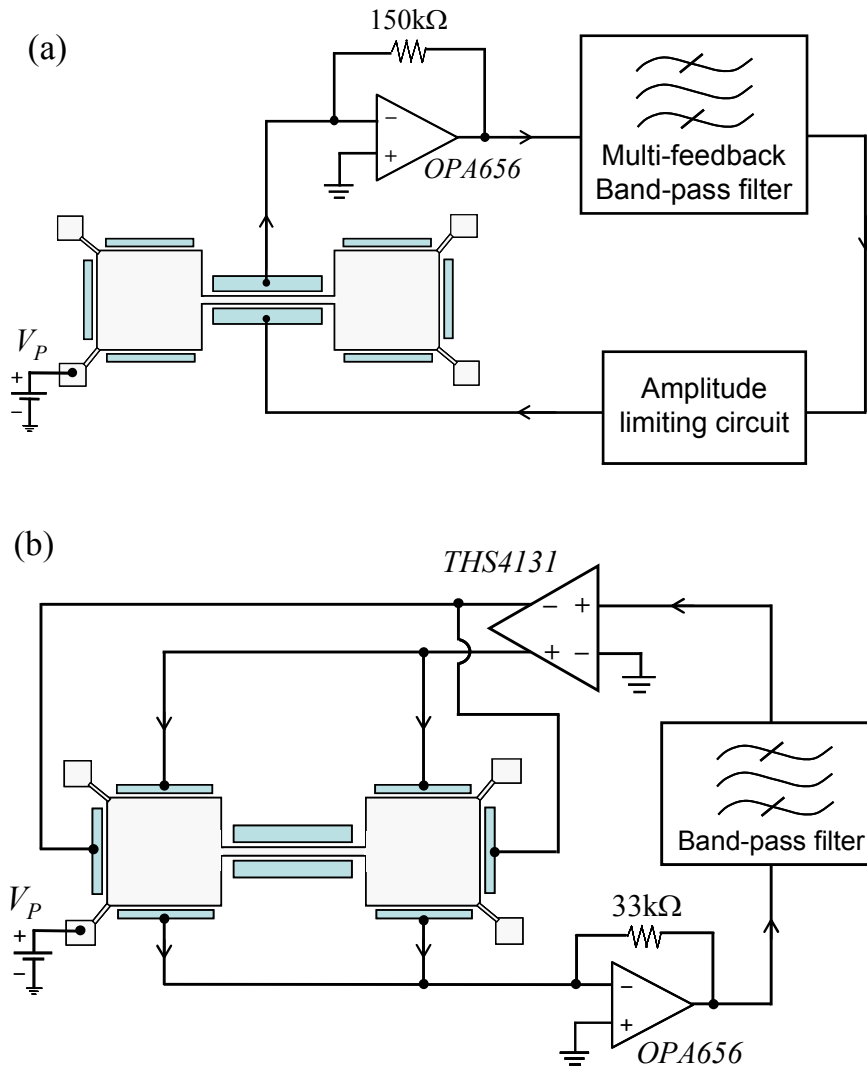 (a)
150kΩ
−
+
OPA656
Multi-feedback
Band-pass filter
V_P
+
−
Amplitude
limiting circuit
(b)
THS4131
−
+
+
−
Band-pass filter
V_P
+
−
33kΩ
−
+
OPA656